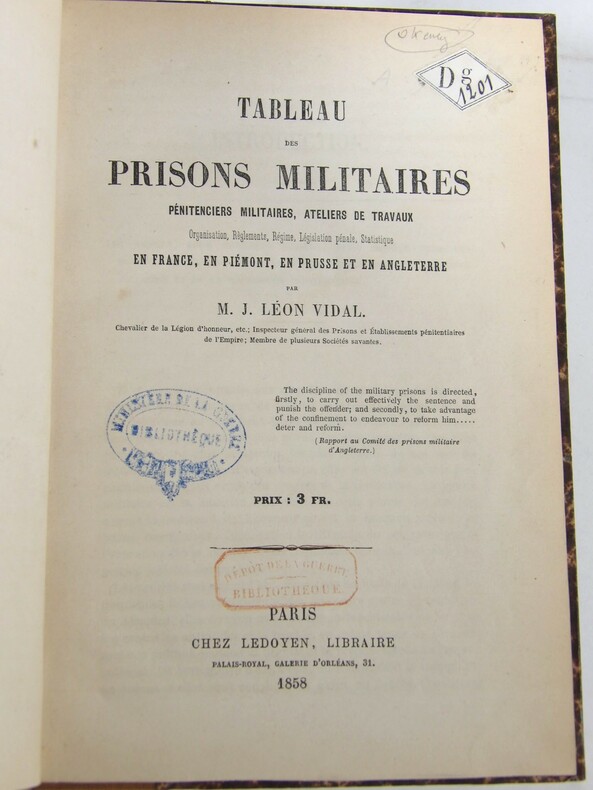 Dg
1201
TABLEAU
DES
PRISONS MILITAIRES
PÉNITENCIERS MILITAIRES, ATELIERS DE TRAVAUX
Organisation, Règlements, Régime, Législation pénale, Statistique
EN FRANCE, EN PIÉMONT, EN PRUSSE ET EN ANGLETERRE
PAR
M. J. LÉON VIDAL.
Chevalier de la Légion d'honneur, etc.; Inspecteur général des Prisons et Établissements pénitentiaires
de l'Empire; Membre de plusieurs Sociétés savantes.
The discipline of the military prisons is directed,
firstly, to carry out effectively the sentence and
punish the offender; and secondly, to take advantage
of the confinement to endeavour to reform him.....
deter and reform.
(Rapport au Comité des prisons militaire
d'Angleterre.)
MINISTÈRE DE LA GUERRE
BIBLIOTHÈQUE
PRIX : 3 FR.
DÉPOT DE LA GUERRE
BIBLIOTHÈQUE
PARIS
CHEZ LEDOYEN, LIBRAIRE
PALAIS-ROYAL, GALERIE D'ORLÉANS, 31.
1858